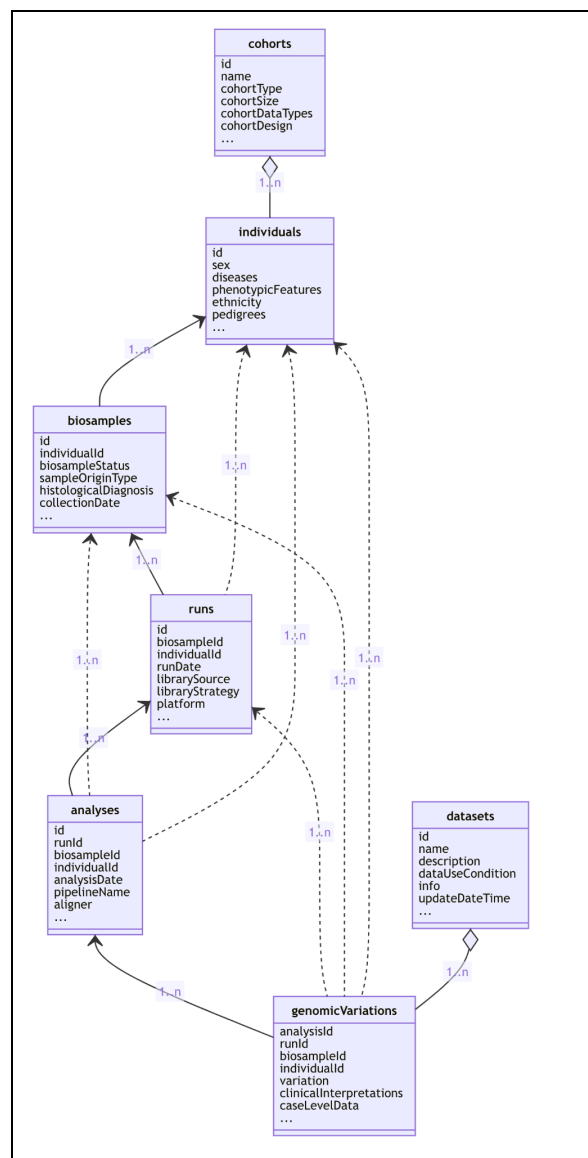 cohorts
id
name
cohortType
cohortSize
cohortDataTypes
cohortDesign
...
1..n
individuals
id
sex
diseases
phenotypicFeatures
ethnicity
pedigrees
...
1..n
biosamples
id
individualId
biosampleStatus
sampleOriginType
histologicalDiagnosis
collectionDate
...
1..n
1..n
runs
id
biosampleId
individualId
runDate
librarySource
libraryStrategy
platform
...
1..n
1..n
1..n
1..n
1..n
analyses
id
runId
biosampleId
individualId
analysisDate
pipelineName
aligner
...
datasets
id
name
description
dataUseCondition
info
updateDateTime
...
1..n
1..n
1..n
genomicVariations
analysisId
runId
biosampleId
individualId
variation
clinicalInterpretations
caseLevelData
...